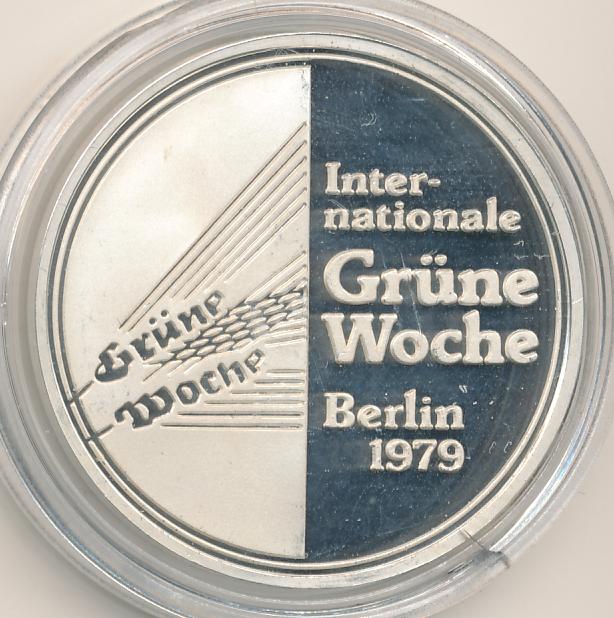 Grüne
Woche
Inter-
nationale
Grüne
Woche
Berlin
1979